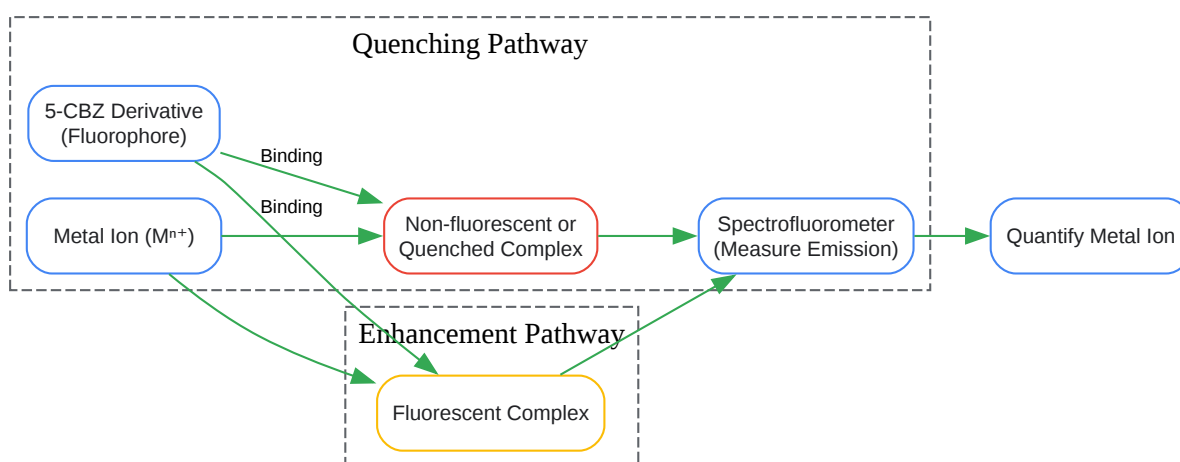 Quenching Pathway
5-CBZ Derivative
(Fluorophore)
Binding
Binding
Metal Ion (Mⁿ⁺)
Non-fluorescent or
Quenched Complex
Spectrofluorometer
(Measure Emission)
Quantify Metal Ion
Enhancement Pathway
Fluorescent Complex